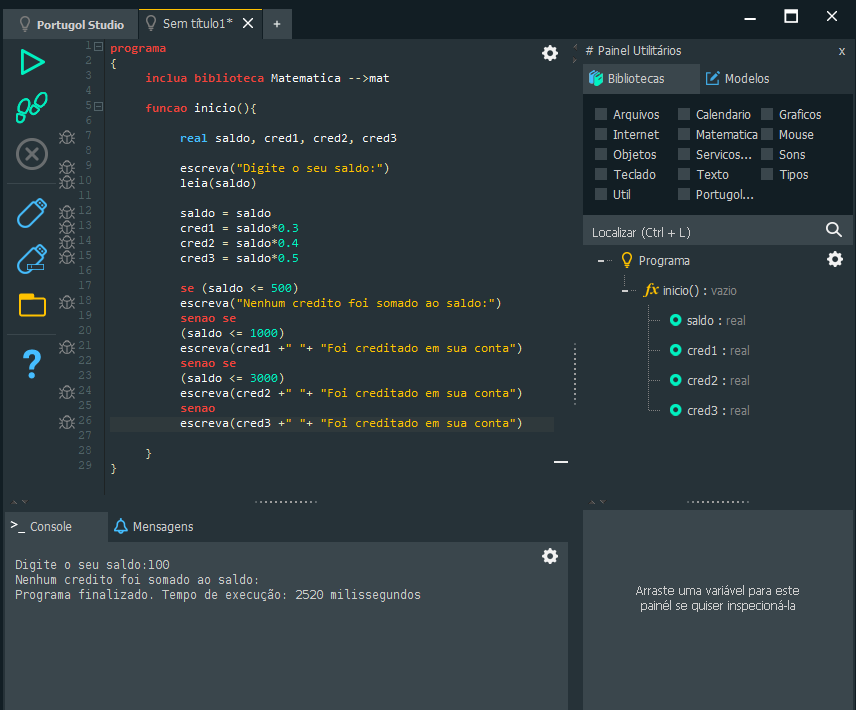 Portugol Studio
Sem título1*
+
1 programa
2 {
3 inclua biblioteca Matematica -->mat
4
5 funcao inicio(){
6
7 real saldo, cred1, cred2, cred3
8
9 escreva("Digite o seu saldo:")
10 leia(saldo)
11
12 saldo = saldo
13 cred1 = saldo*0.3
14 cred2 = saldo*0.4
15 cred3 = saldo*0.5
16
17 se (saldo <= 500)
18 escreva("Nenhum credito foi somado ao saldo:")
19 senao se
20 (saldo <= 1000)
21 escreva(cred1 +" "+ "Foi creditado em sua conta")
22 senao se
23 (saldo <= 3000)
24 escreva(cred2 +" "+ "Foi creditado em sua conta")
25 senao
26 escreva(cred3 +" "+ "Foi creditado em sua conta")
27
28 }
29 }
# Painel Utilitários x
Bibliotecas Modelos
Arquivos Calendario Graficos
Internet Matematica Mouse
Objetos Servicos... Sons
Teclado Texto Tipos
Util Portugol...
Localizar (Ctrl + L)
Programa
fx inicio() : vazio
saldo : real
cred1 : real
cred2 : real
cred3 : real
>_ Console Mensagens
Digite o seu saldo:100
Nenhum credito foi somado ao saldo:
Programa finalizado. Tempo de execução: 2520 milissegundos
Arraste uma variável para este
painél se quiser inspecioná-la